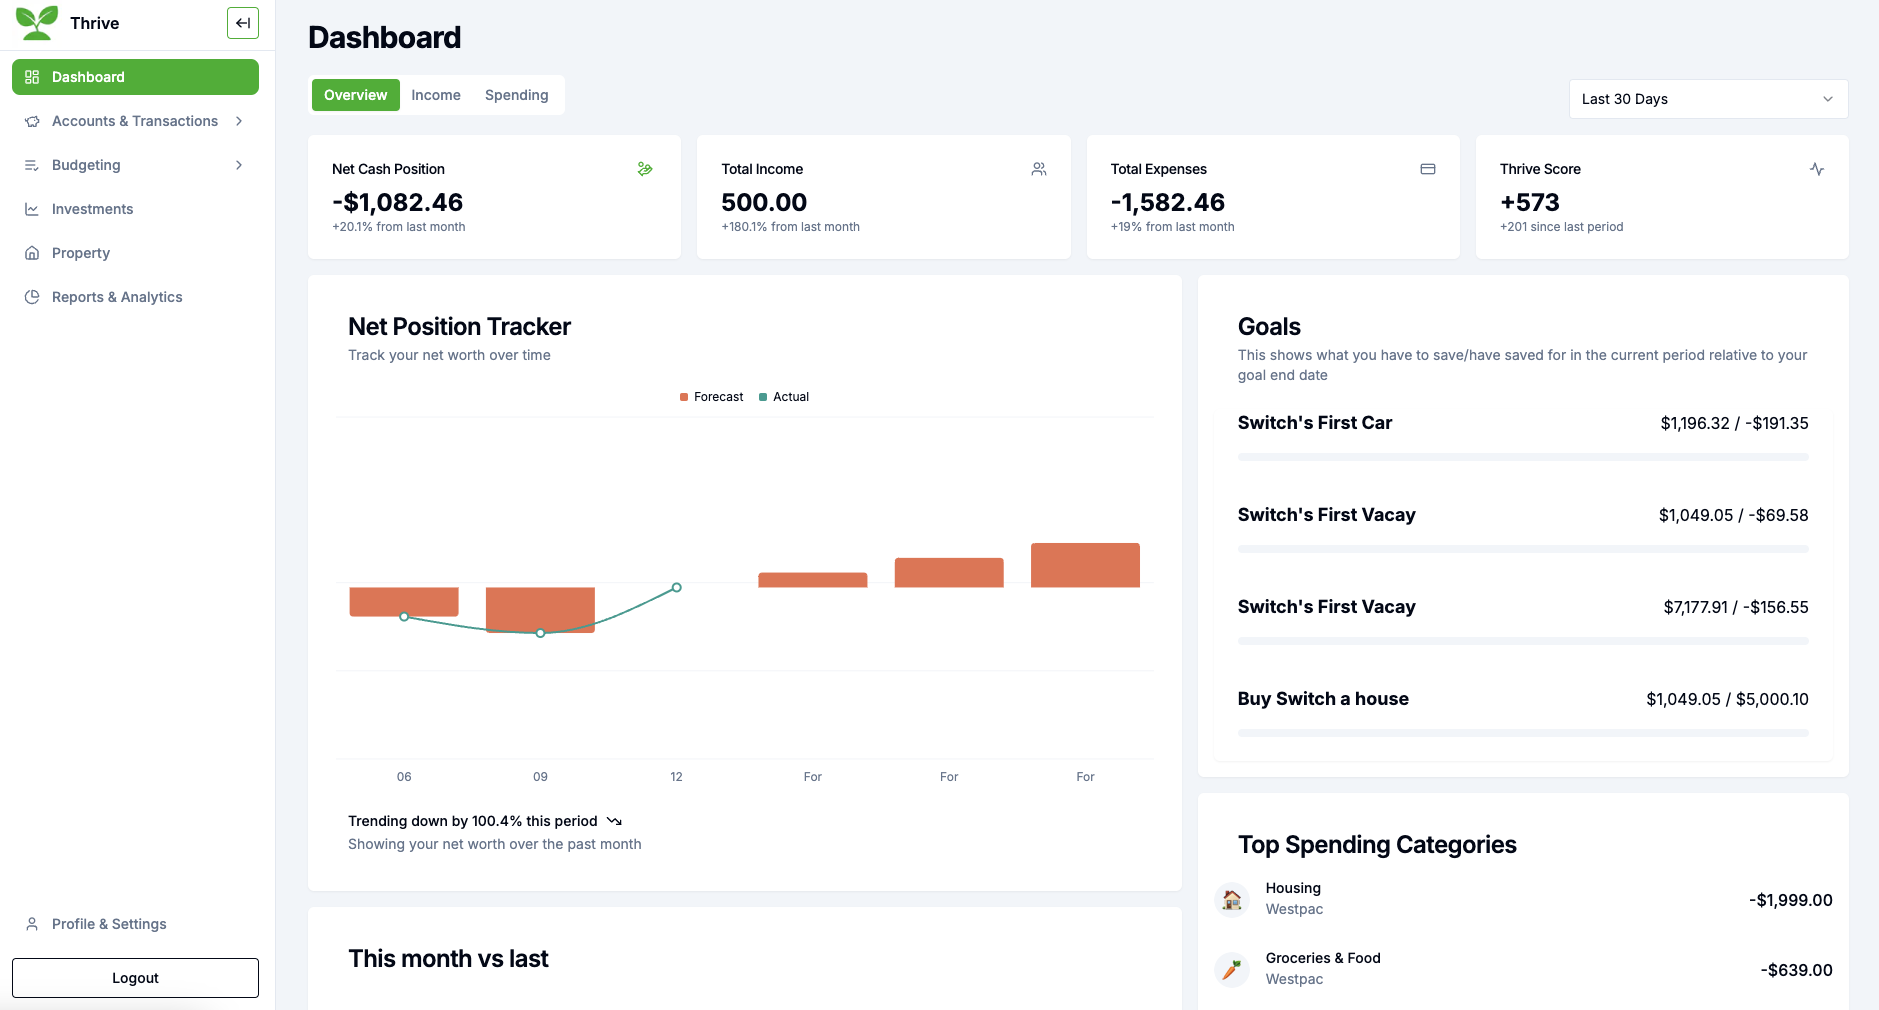 Thrive
Dashboard
Accounts & Transactions
Budgeting
Investments
Property
Reports & Analytics
Profile & Settings
Logout
Dashboard
Overview Income Spending
Last 30 Days
Net Cash Position
-$1,082.46
+20.1% from last month
Total Income
500.00
+180.1% from last month
Total Expenses
-1,582.46
+19% from last month
Thrive Score
+573
+201 since last period
Net Position Tracker
Track your net worth over time
Forecast Actual
06 09 12 For For For
Trending down by 100.4% this period
Showing your net worth over the past month
This month vs last
Goals
This shows what you have to save/have saved for in the current period relative to your
goal end date
Switch's First Car $1,196.32 / -$191.35
Switch's First Vacay $1,049.05 / -$69.58
Switch's First Vacay $7,177.91 / -$156.55
Buy Switch a house $1,049.05 / $5,000.10
Top Spending Categories
Housing
Westpac
-$1,999.00
Groceries & Food
Westpac
-$639.00